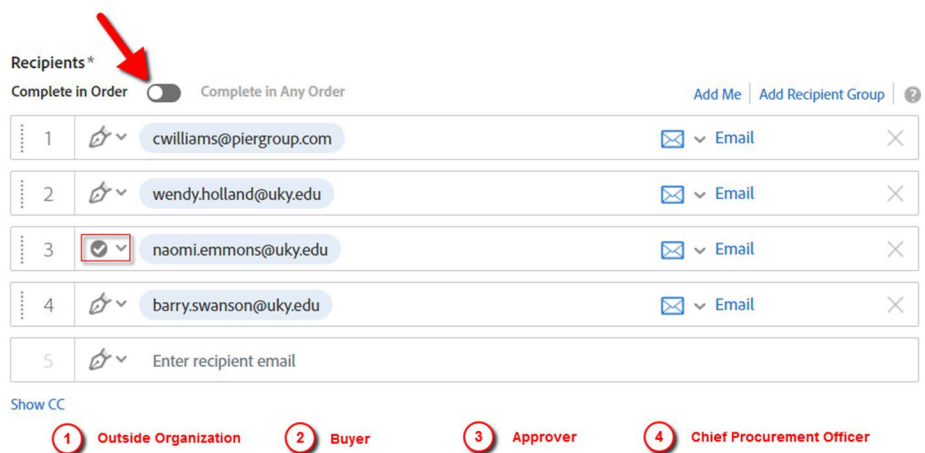 Recipients*
Complete in Order Complete in Any Order Add Me Add Recipient Group ?
1 cwilliams@piergroup.com Email
2 wendy.holland@uky.edu Email
3 naomi.emmons@uky.edu Email
4 barry.swanson@uky.edu Email
5 Enter recipient email
Show CC
1 Outside Organization 2 Buyer 3 Approver 4 Chief Procurement Officer